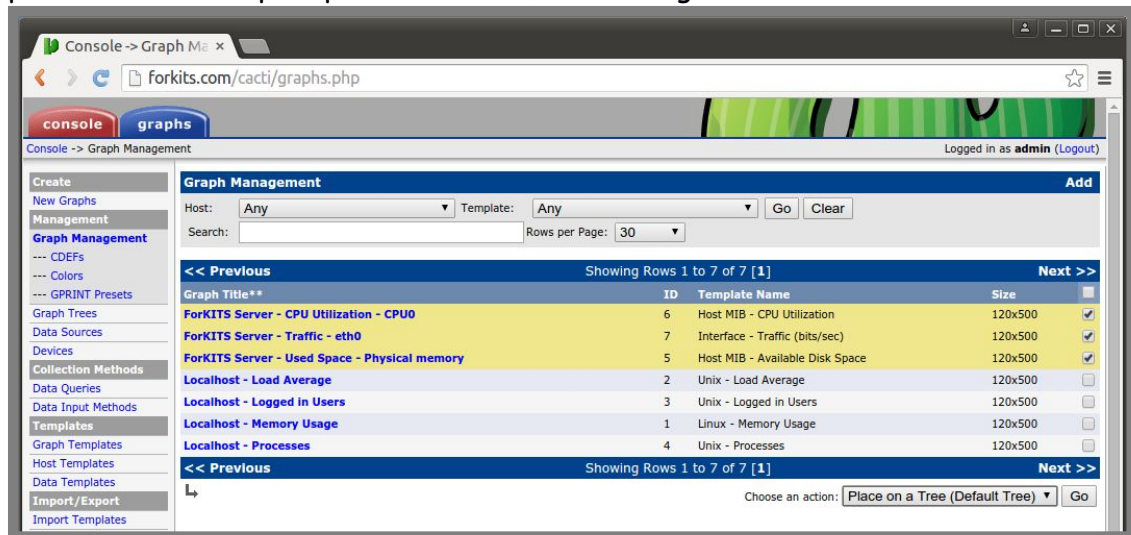 Console -> Graph Ma
forkits.com/cacti/graphs.php
console graphs
Console -> Graph Management Logged in as admin (Logout)
Create
New Graphs
Management
Graph Management
--- CDEFs
--- Colors
--- GPRINT Presets
Graph Trees
Data Sources
Devices
Collection Methods
Data Queries
Data Input Methods
Templates
Graph Templates
Host Templates
Data Templates
Import/Export
Import Templates
Graph Management Add
Host: Any Template: Any Go Clear
Search: Rows per Page: 30
<< Previous Showing Rows 1 to 7 of 7 [1] Next >>
Graph Title** ID Template Name Size
ForKITS Server - CPU Utilization - CPU0 6 Host MIB - CPU Utilization 120x500
ForKITS Server - Traffic - eth0 7 Interface - Traffic (bits/sec) 120x500
ForKITS Server - Used Space - Physical memory 5 Host MIB - Available Disk Space 120x500
Localhost - Load Average 2 Unix - Load Average 120x500
Localhost - Logged in Users 3 Unix - Logged in Users 120x500
Localhost - Memory Usage 1 Linux - Memory Usage 120x500
Localhost - Processes 4 Unix - Processes 120x500
<< Previous Showing Rows 1 to 7 of 7 [1] Next >>
Choose an action: Place on a Tree (Default Tree) Go